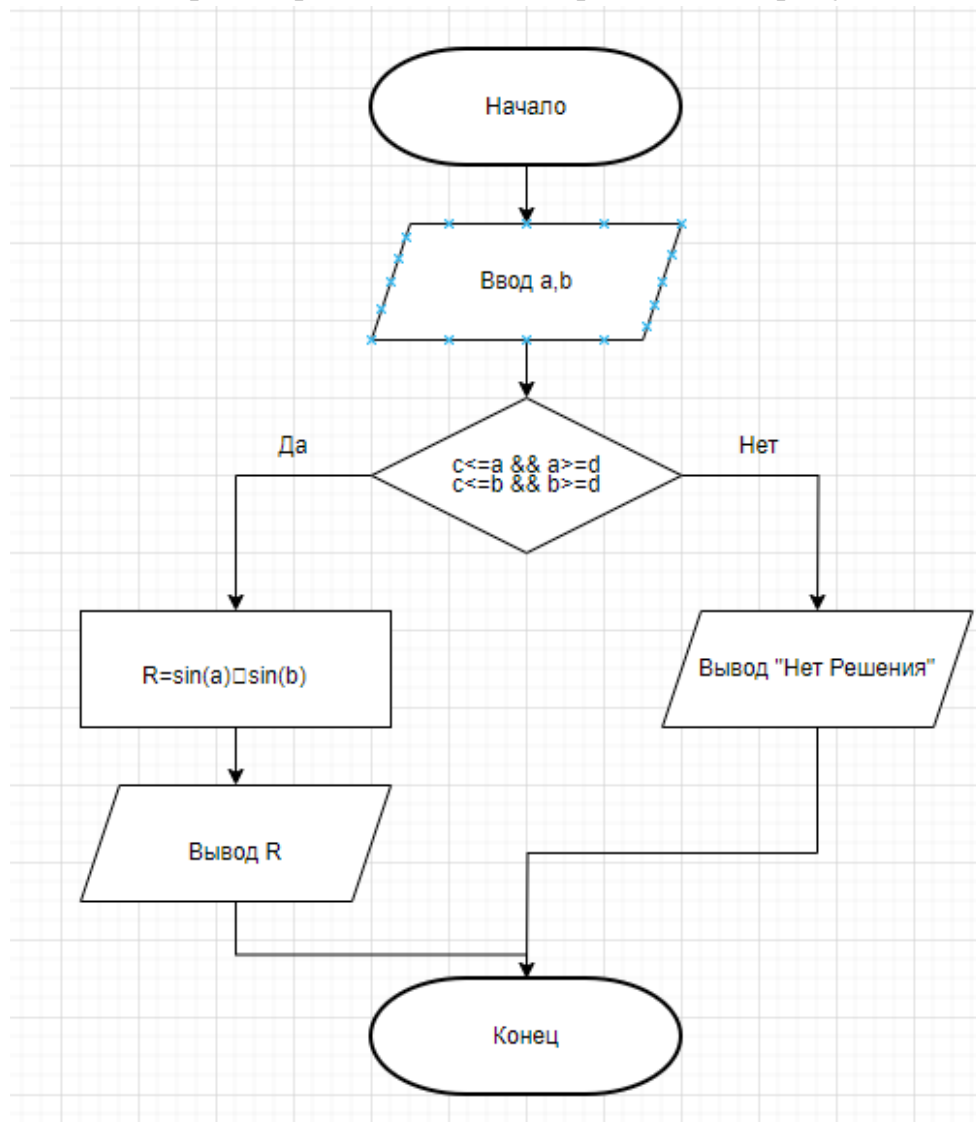 Начало
Ввод a,b
Да
Нет
c<=a && a>=d
c<=b && b>=d
R=sin(a)□sin(b)
Вывод "Нет Решения"
Вывод R
Конец